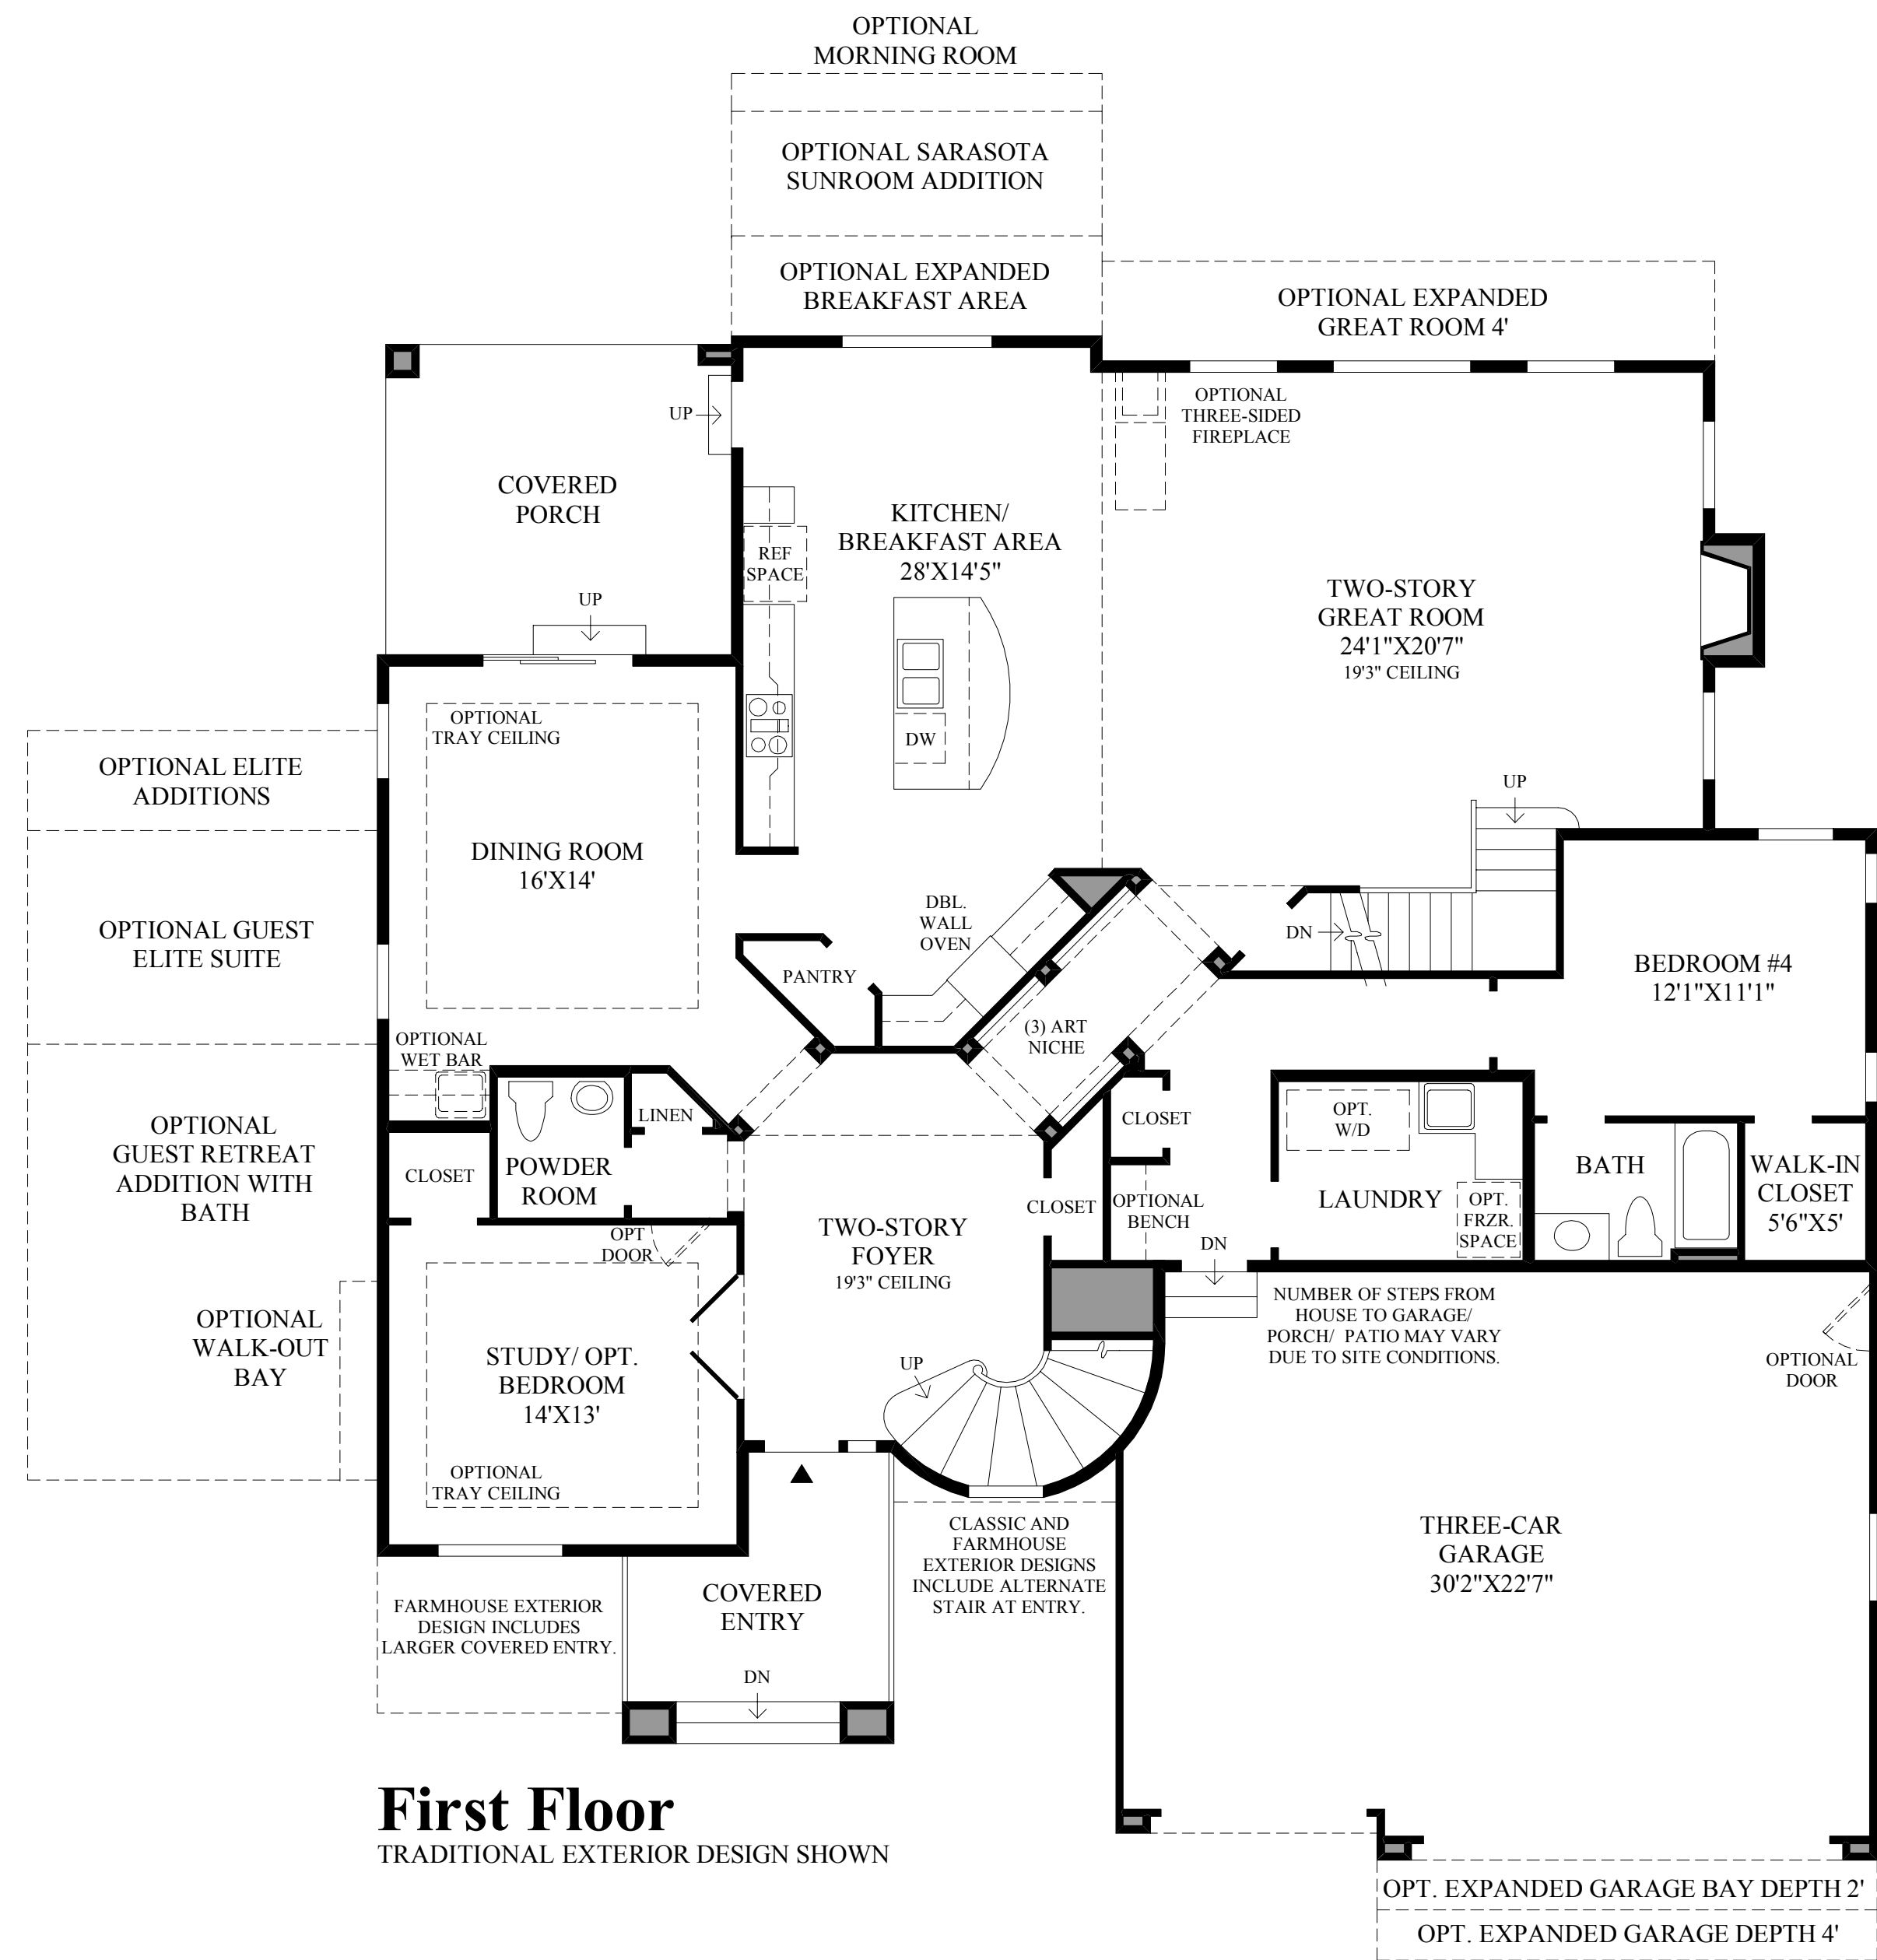 OPTIONAL
MORNING ROOM
OPTIONAL SARASOTA
SUNROOM ADDITION
OPTIONAL EXPANDED
BREAKFAST AREA
OPTIONAL EXPANDED
GREAT ROOM 4'
UP
OPTIONAL
THREE-SIDED
FIREPLACE
COVERED
PORCH
KITCHEN/
BREAKFAST AREA
28'X14'5"
REF
SPACE
UP
TWO-STORY
GREAT ROOM
24'1"X20'7"
19'3" CEILING
OPTIONAL
TRAY CEILING
DW
OPTIONAL ELITE
ADDITIONS
UP
DINING ROOM
16'X14'
OPTIONAL GUEST
ELITE SUITE
DBL.
WALL
OVEN
DN
PANTRY
BEDROOM #4
12'1"X11'1"
(3) ART
NICHE
OPTIONAL
WET BAR
OPTIONAL
GUEST RETREAT
ADDITION WITH
BATH
LINEN
CLOSET
OPT.
W/D
CLOSET
POWDER
ROOM
CLOSET
OPTIONAL
BENCH
LAUNDRY
OPT.
FRZR.
SPACE
BATH
WALK-IN
CLOSET
5'6"X5'
OPT
DOOR
TWO-STORY
FOYER
19'3" CEILING
DN
OPTIONAL
WALK-OUT
BAY
STUDY/ OPT.
BEDROOM
14'X13'
UP
NUMBER OF STEPS FROM
HOUSE TO GARAGE/
PORCH/ PATIO MAY VARY
DUE TO SITE CONDITIONS.
OPTIONAL
DOOR
OPTIONAL
TRAY CEILING
CLASSIC AND
FARMHOUSE
EXTERIOR DESIGNS
INCLUDE ALTERNATE
STAIR AT ENTRY.
THREE-CAR
GARAGE
30'2"X22'7"
FARMHOUSE EXTERIOR
DESIGN INCLUDES
LARGER COVERED ENTRY.
COVERED
ENTRY
DN
First Floor
TRADITIONAL EXTERIOR DESIGN SHOWN
OPT. EXPANDED GARAGE BAY DEPTH 2'
OPT. EXPANDED GARAGE DEPTH 4'